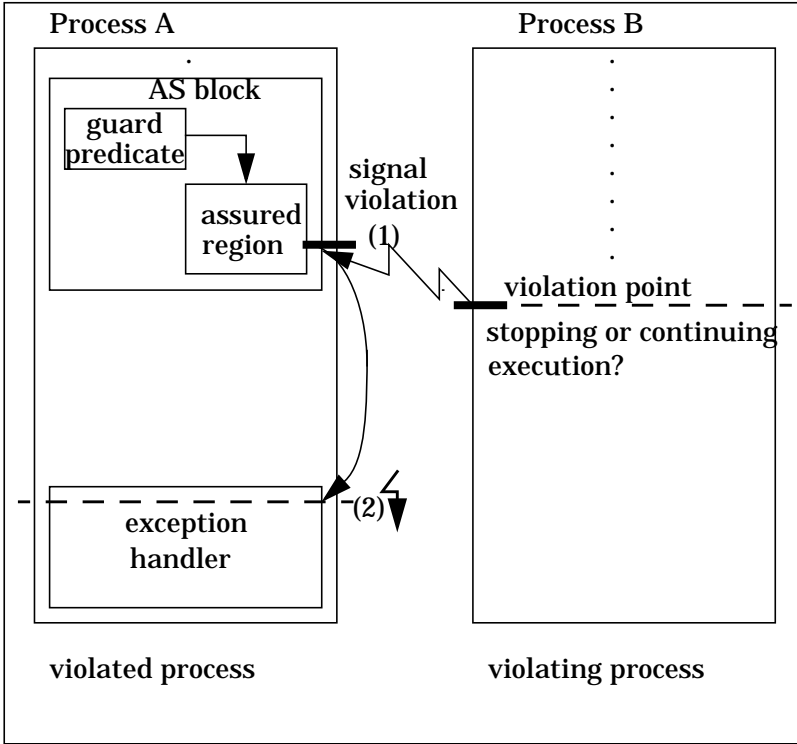 Process A
Process B
AS block
guard
predicate
assured
region
signal
violation
(1)
violation point
stopping or continuing
execution?
(2)
exception
handler
violated process
violating process